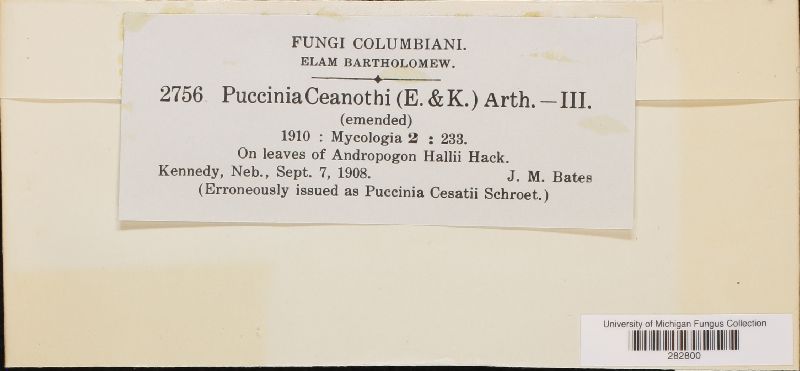 FUNGI COLUMBIANI.
ELAM BARTHOLOMEW.
2756 Puccinia Ceanothi (E. & K.) Arth. — III.
(emended)
1910 : Mycologia 2 : 233.
On leaves of Andropogon Hallii Hack.
Kennedy, Neb., Sept. 7, 1908. J. M. Bates
(Erroneously issued as Puccinia Cesatii Schroet.)
University of Michigan Fungus Collection
282800